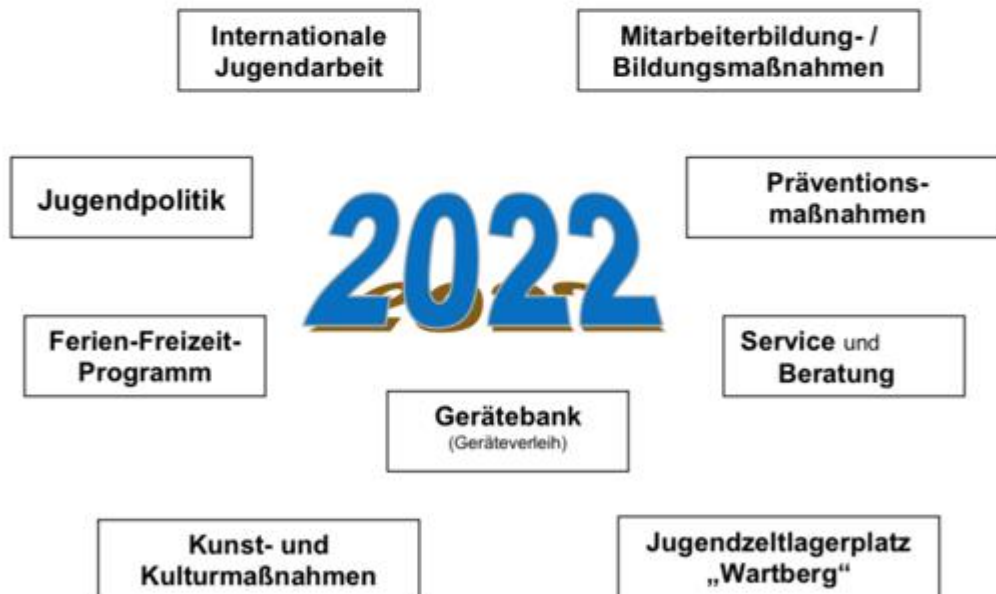 Internationale
Jugendarbeit
Mitarbeiterbildung- /
Bildungsmaßnahmen
Jugendpolitik
2022
Präventions-
maßnahmen
Ferien-Freizeit-
Programm
Service und
Beratung
Gerätebank
(Geräteverleih)
Kunst- und
Kulturmaßnahmen
Jugendzeltlagerplatz
„Wartberg“